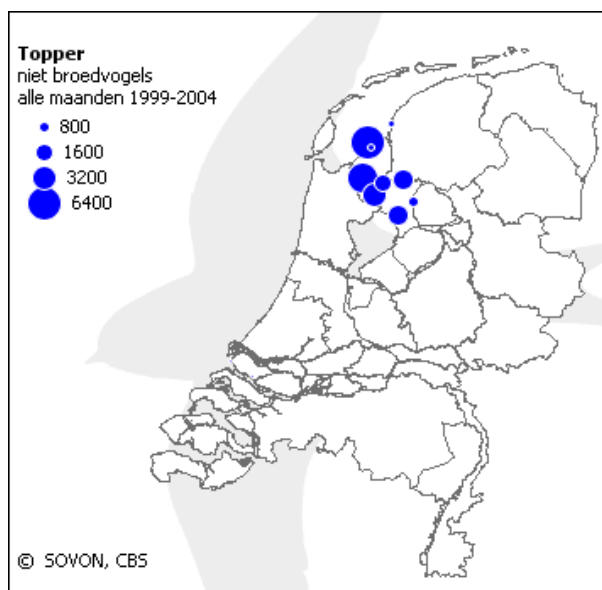 Topper
niet broedvogels
alle maanden 1999-2004
800
1600
3200
6400
© SOVON, CBS